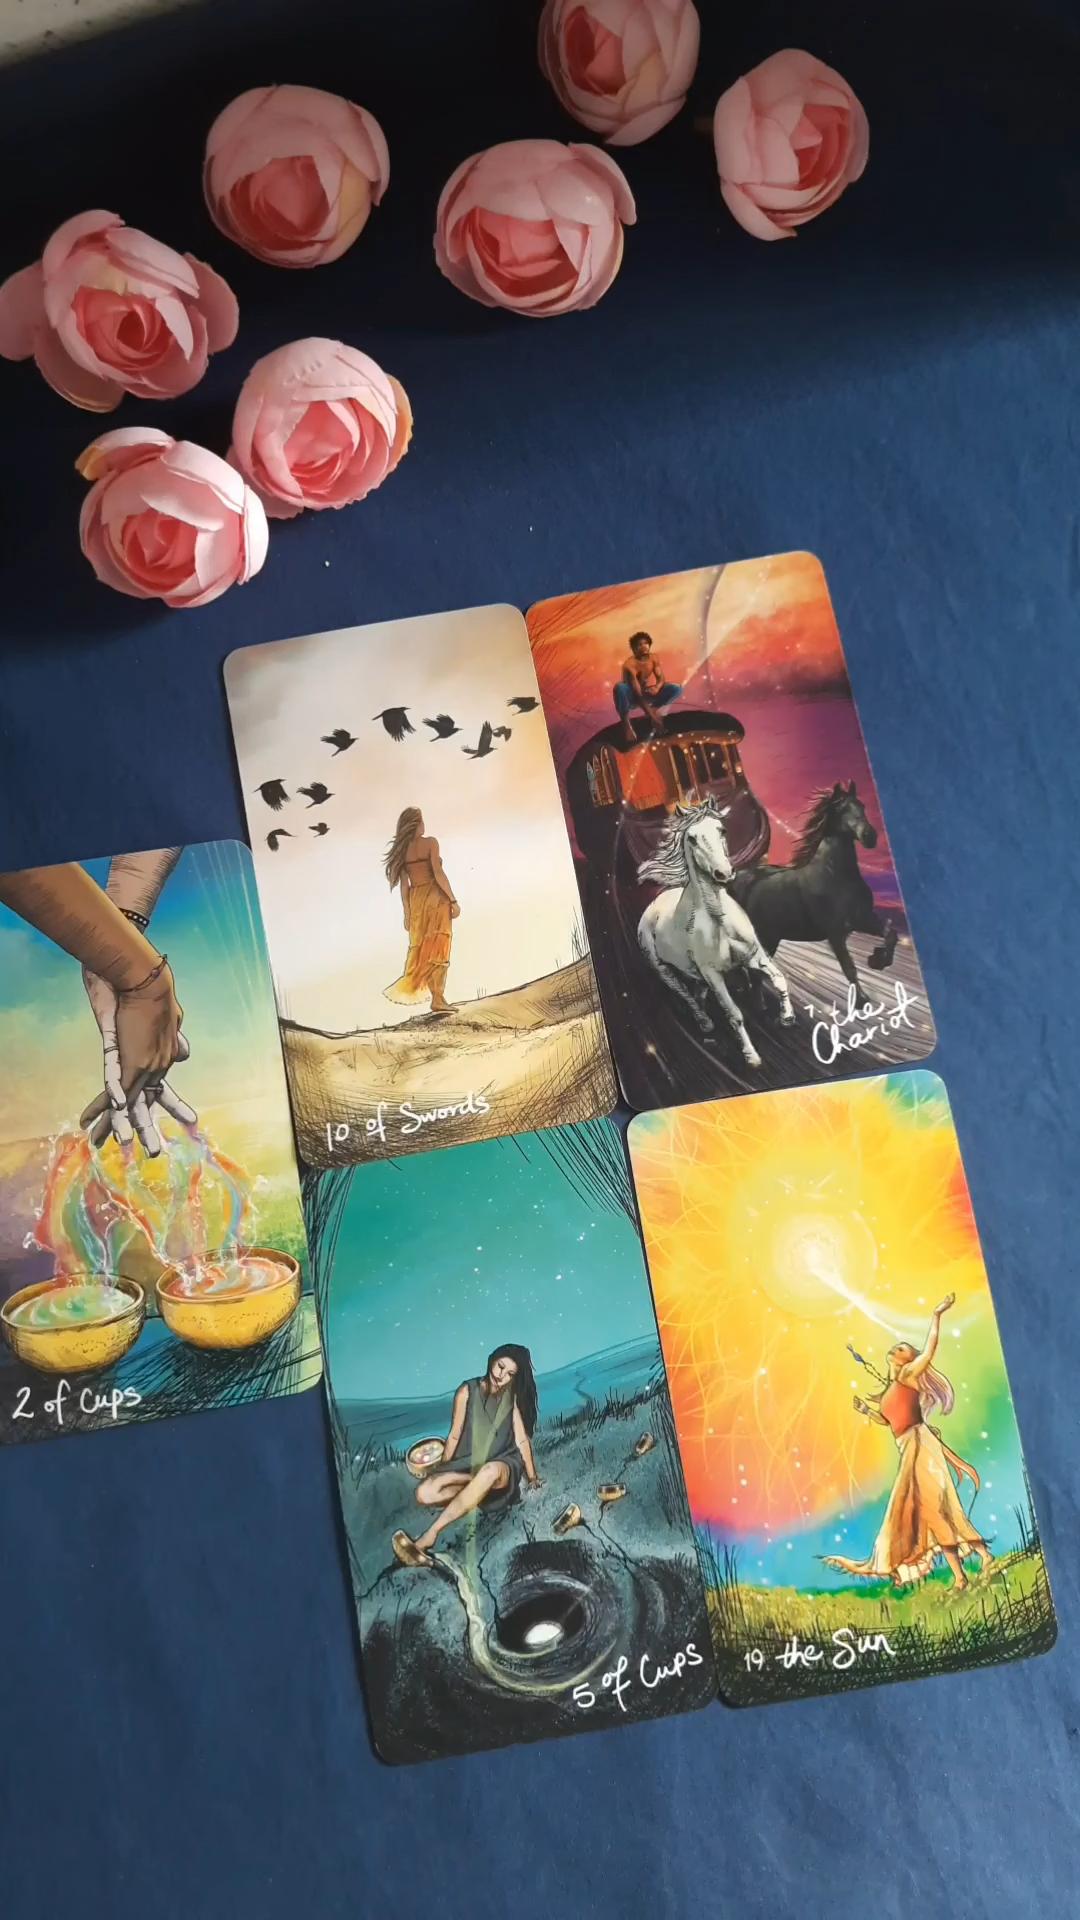 7. the
Chariot
10 of Swords
2 of Cups
5 of Cups
19. the Sun